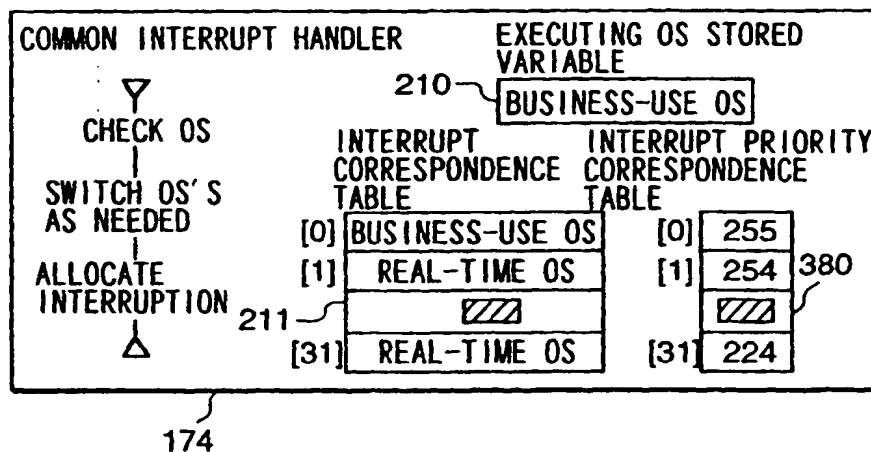 COMMON INTERRUPT HANDLER
CHECK OS
SWITCH OS'S
AS NEEDED
ALLOCATE
INTERRUPTION
EXECUTING OS STORED
VARIABLE
210
BUSINESS-USE OS
INTERRUPT
CORRESPONDENCE
TABLE
[0] BUSINESS-USE OS
[1] REAL-TIME OS
211
[31] REAL-TIME OS
INTERRUPT PRIORITY
CORRESPONDENCE
TABLE
[0] 255
[1] 254
380
[31] 224
174